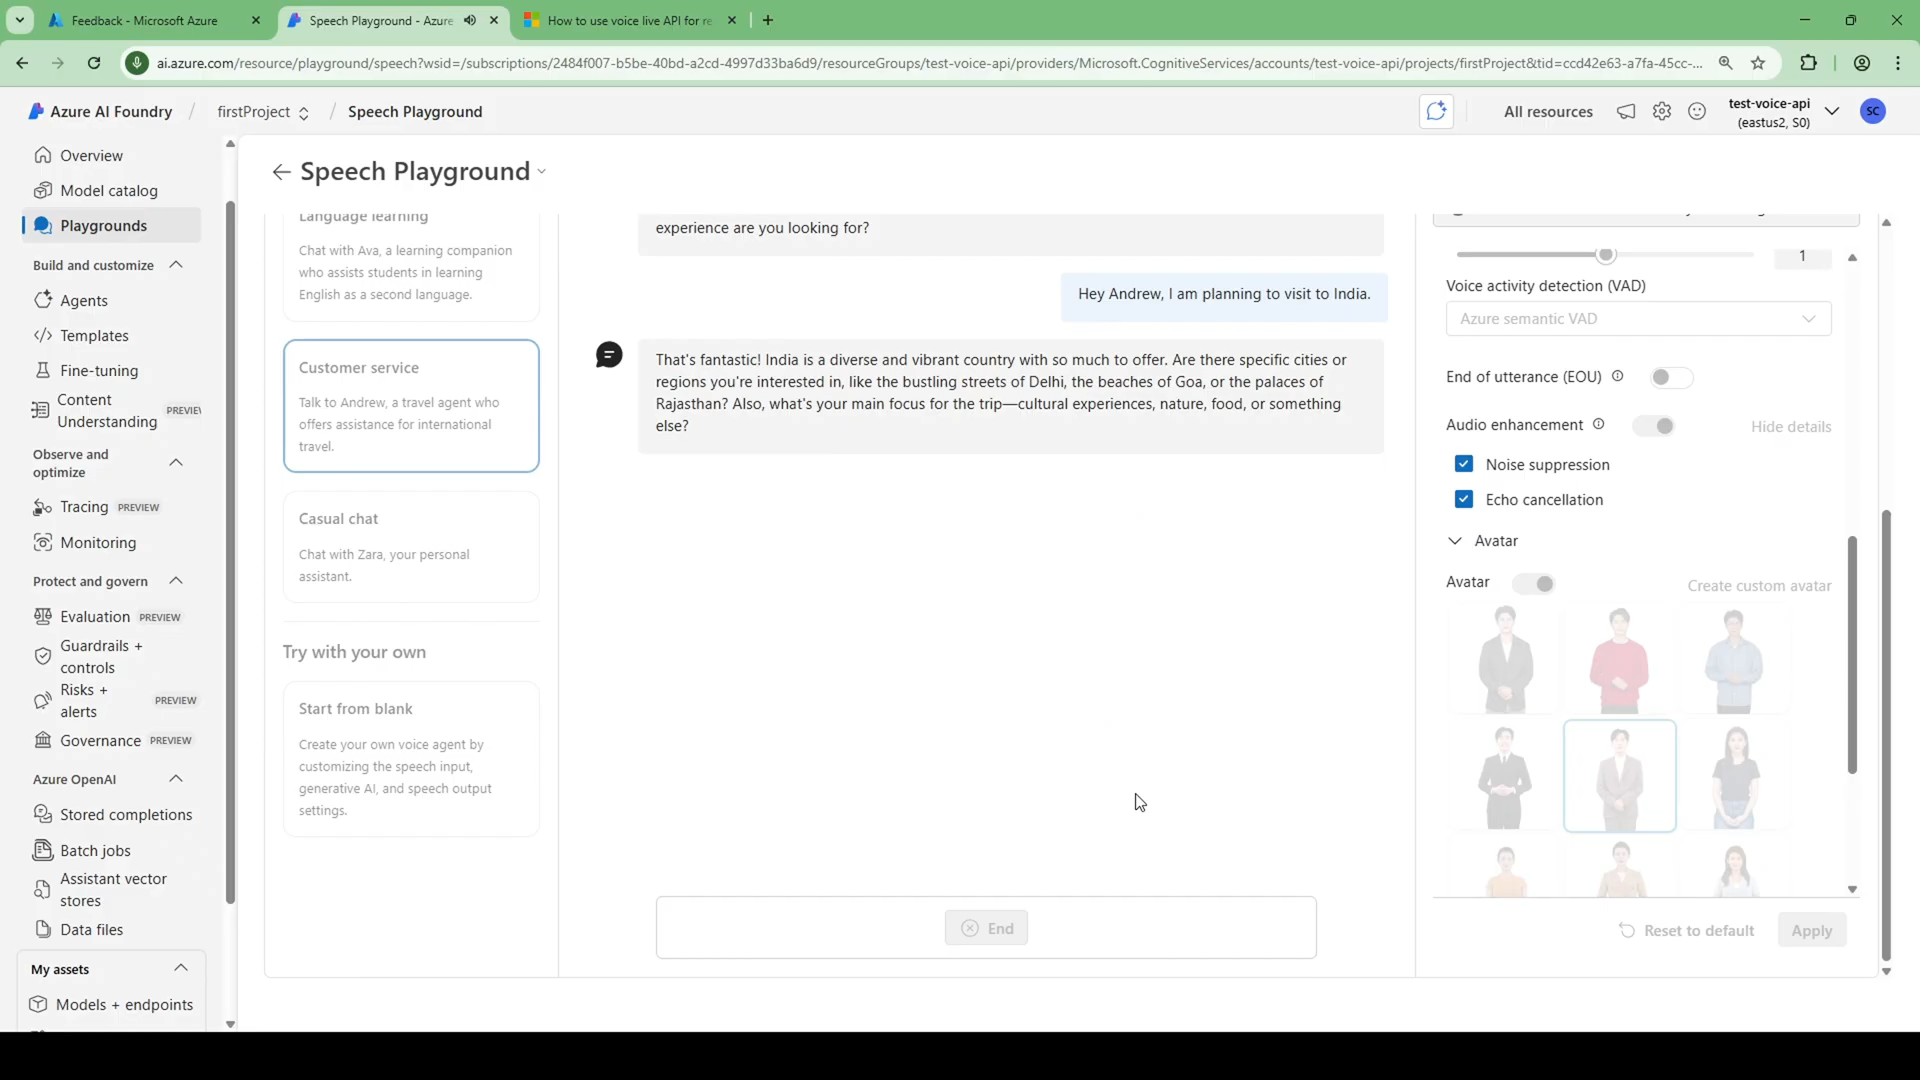 Feedback - Microsoft Azure
Speech Playground - Azure
How to use voice live API for re
ai.azure.com/resource/playground/speech?wsid=/subscriptions/2484f007-b5be-40bd-a2cd-4997d33ba6d9/resourceGroups/test-voice-api/providers/Microsoft.CognitiveServices/accounts/test-voice-api/projects/firstProject&tid=ccd42e63-a7fa-45cc-...
Azure AI Foundry / firstProject / Speech Playground
All resources
test-voice-api
(eastus2, S0)
SC
Overview
Model catalog
Playgrounds
Build and customize
Agents
Templates
Fine-tuning
Content
Understanding PREVIEW
Observe and
optimize
Tracing PREVIEW
Monitoring
Protect and govern
Evaluation PREVIEW
Guardrails +
controls
Risks +
alerts PREVIEW
Governance PREVIEW
Azure OpenAI
Stored completions
Batch jobs
Assistant vector
stores
Data files
My assets
Models + endpoints
Speech Playground
Language learning
Chat with Ava, a learning companion
who assists students in learning
English as a second language.
Customer service
Talk to Andrew, a travel agent who
offers assistance for international
travel.
Casual chat
Chat with Zara, your personal
assistant.
Try with your own
Start from blank
Create your own voice agent by
customizing the speech input,
generative AI, and speech output
settings.
experience are you looking for?
Hey Andrew, I am planning to visit to India.
That's fantastic! India is a diverse and vibrant country with so much to offer. Are there specific cities or
regions you're interested in, like the bustling streets of Delhi, the beaches of Goa, or the palaces of
Rajasthan? Also, what's your main focus for the trip—cultural experiences, nature, food, or something
else?
End
1
Voice activity detection (VAD)
Azure semantic VAD
End of utterance (EOU)
Audio enhancement
Hide details
Noise suppression
Echo cancellation
Avatar
Avatar
Create custom avatar
Reset to default
Apply